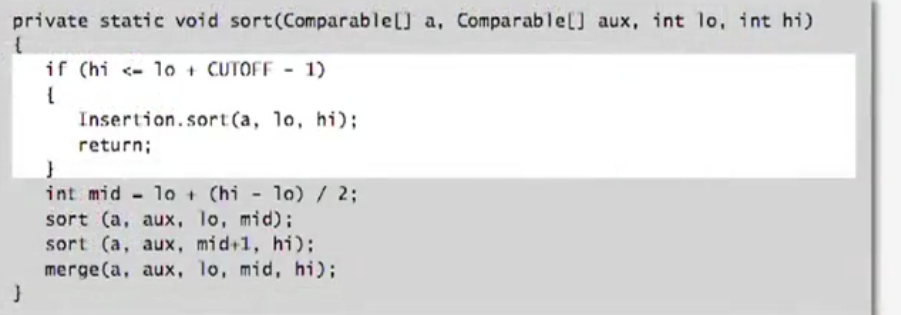 private static void sort(Comparable[] a, Comparable[] aux, int lo, int hi)
{
if (hi <= lo + CUTOFF - 1)
{
Insertion.sort(a, lo, hi);
return;
}
int mid = lo + (hi - lo) / 2;
sort (a, aux, lo, mid);
sort (a, aux, mid+1, hi);
merge(a, aux, lo, mid, hi);
}